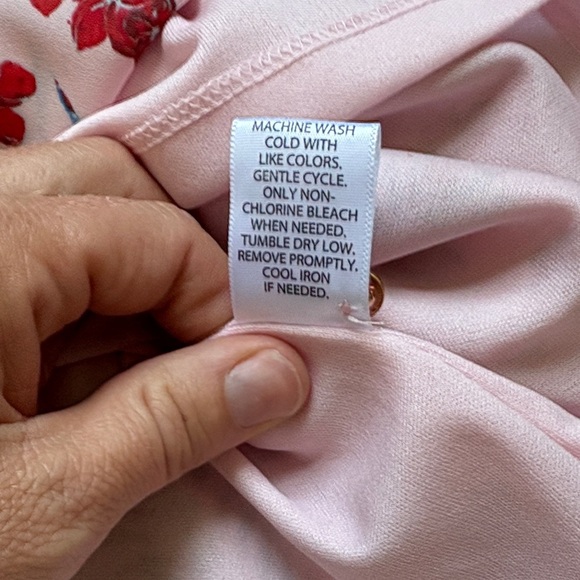 MACHINE WASH
COLD WITH
LIKE COLORS.
GENTLE CYCLE.
ONLY NON-
CHLORINE BLEACH
WHEN NEEDED.
TUMBLE DRY LOW.
REMOVE PROMPTLY.
COOL IRON
IF NEEDED.